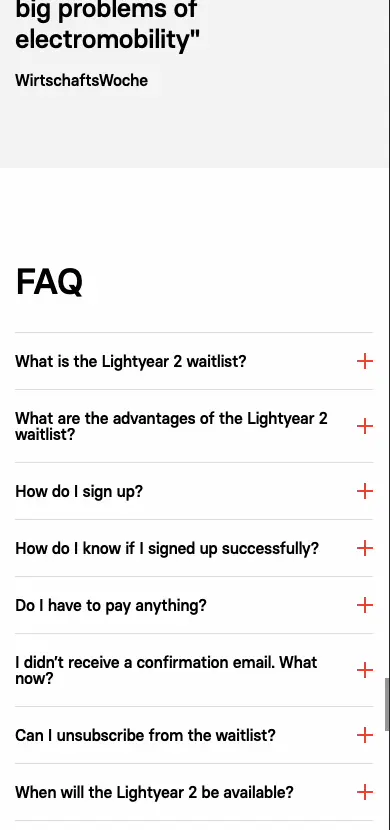 big problems of
electromobility"
WirtschaftsWoche
FAQ
What is the Lightyear 2 waitlist?
What are the advantages of the Lightyear 2
waitlist?
How do I sign up?
How do I know if I signed up successfully?
Do I have to pay anything?
I didn’t receive a confirmation email. What
now?
Can I unsubscribe from the waitlist?
When will the Lightyear 2 be available?